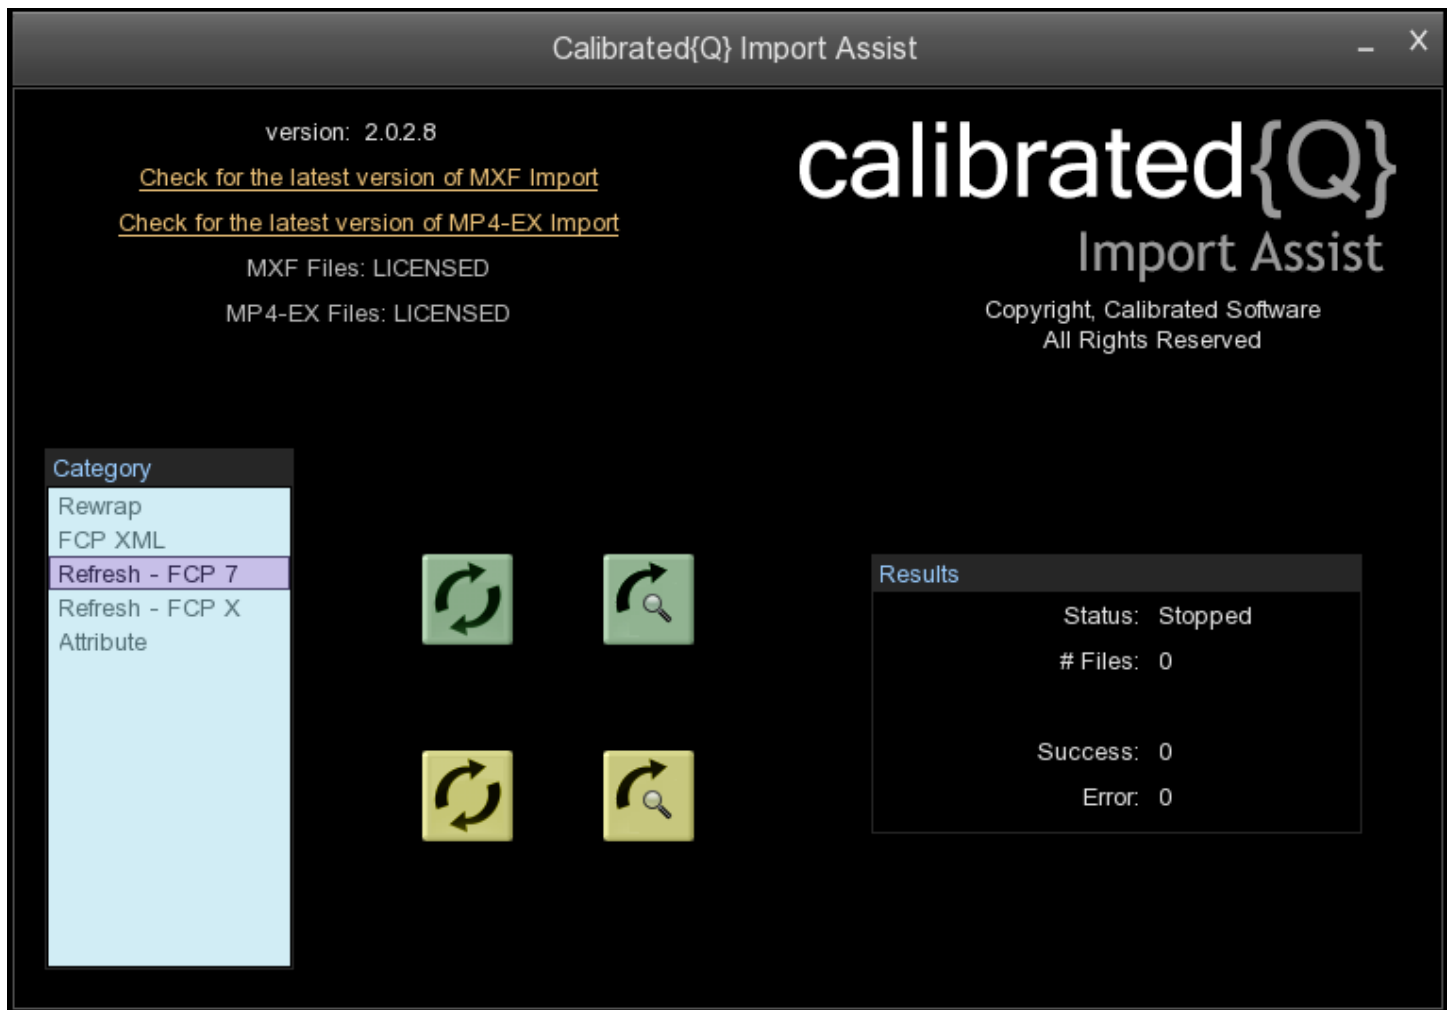 Calibrated{Q} Import Assist
_ X
version: 2.0.2.8
Check for the latest version of MXF Import
Check for the latest version of MP4-EX Import
MXF Files: LICENSED
MP4-EX Files: LICENSED
calibrated{Q}
Import Assist
Copyright, Calibrated Software
All Rights Reserved
Category
Rewrap
FCP XML
Refresh - FCP 7
Refresh - FCP X
Attribute
Results
Status: Stopped
# Files: 0
Success: 0
Error: 0